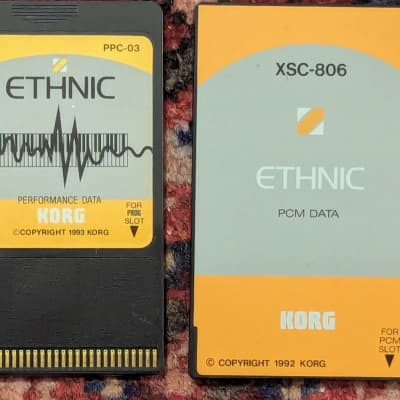 PPC-03
ETHNIC
PERFORMANCE DATA
KORG
FOR
PROG
SLOT
©COPYRIGHT 1993 KORG
XSC-806
ETHNIC
PCM DATA
KORG
FOR
PCM
SLOT
© COPYRIGHT 1992 KORG